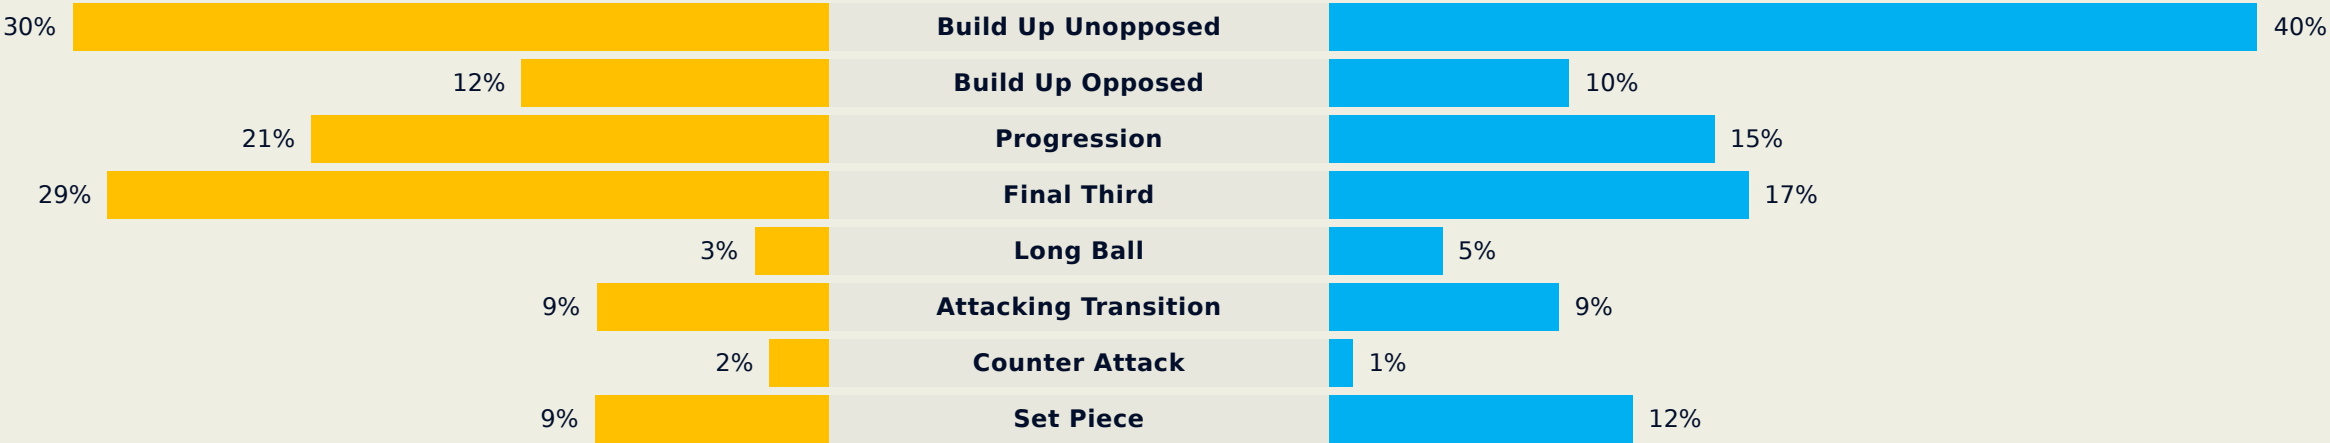 30% Build Up Unopposed 40%
12% Build Up Opposed 10%
21% Progression 15%
29% Final Third 17%
3% Long Ball 5%
9% Attacking Transition 9%
2% Counter Attack 1%
9% Set Piece 12%